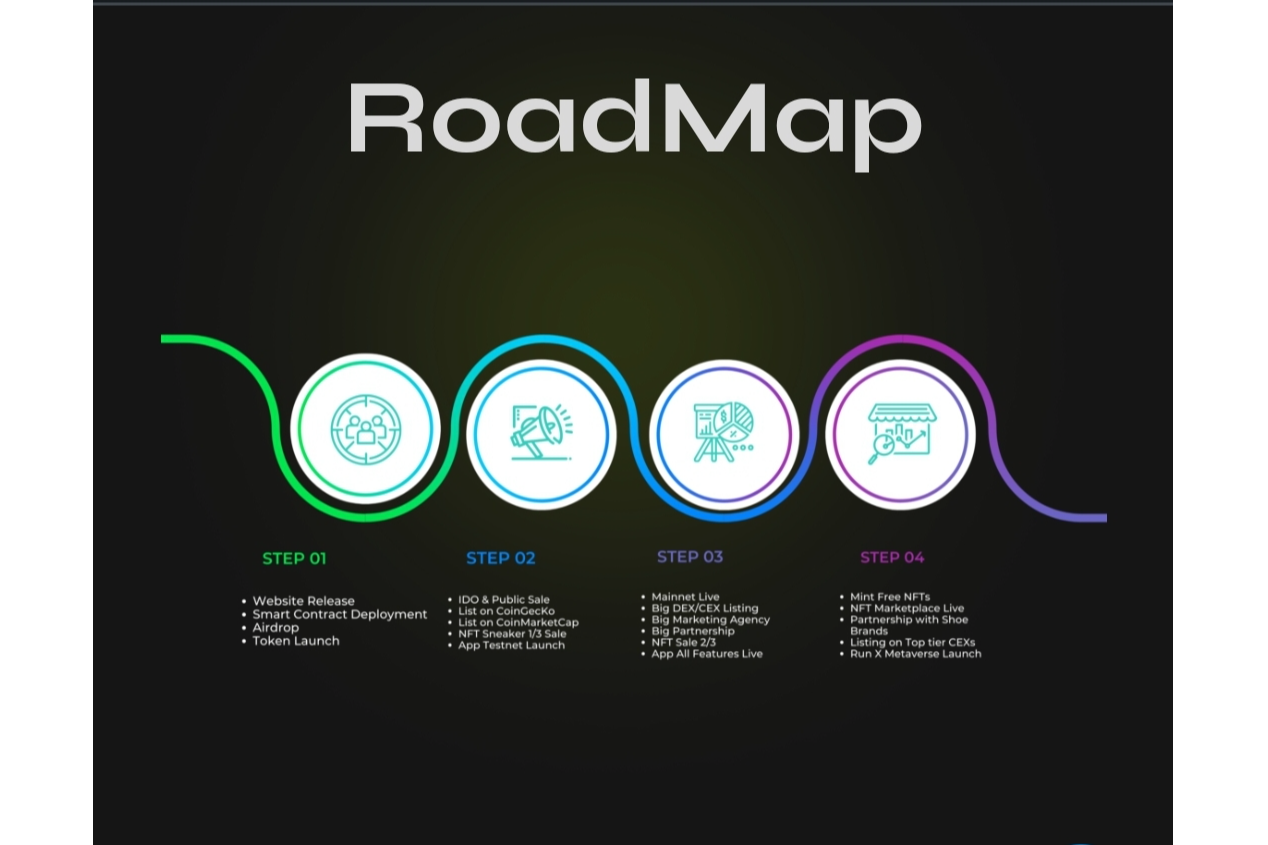 RoadMap
STEP 01
• Website Release
• Smart Contract Deployment
• Airdrop
• Token Launch
STEP 02
• IDO & Public Sale
• List on CoinGecKo
• List on CoinMarketCap
• NFT Sneaker 1/3 Sale
• App Testnet Launch
STEP 03
• Mainnet Live
• Big DEX/CEX Listing
• Big Marketing Agency
• Big Partnership
• NFT Sale 2/3
• App All Features Live
STEP 04
• Mint Free NFTs
• NFT Marketplace Live
• Partnership with Shoe
Brands
• Listing on Top tier CEXs
• Run X Metaverse Launch